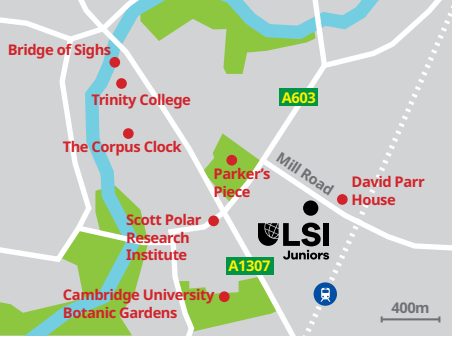 Bridge of Sighs
Trinity College
A603
The Corpus Clock
Mill Road
Parker's
Piece
David Parr
House
Scott Polar
Research
Institute
LSI
Juniors
A1307
Cambridge University
Botanic Gardens
400m